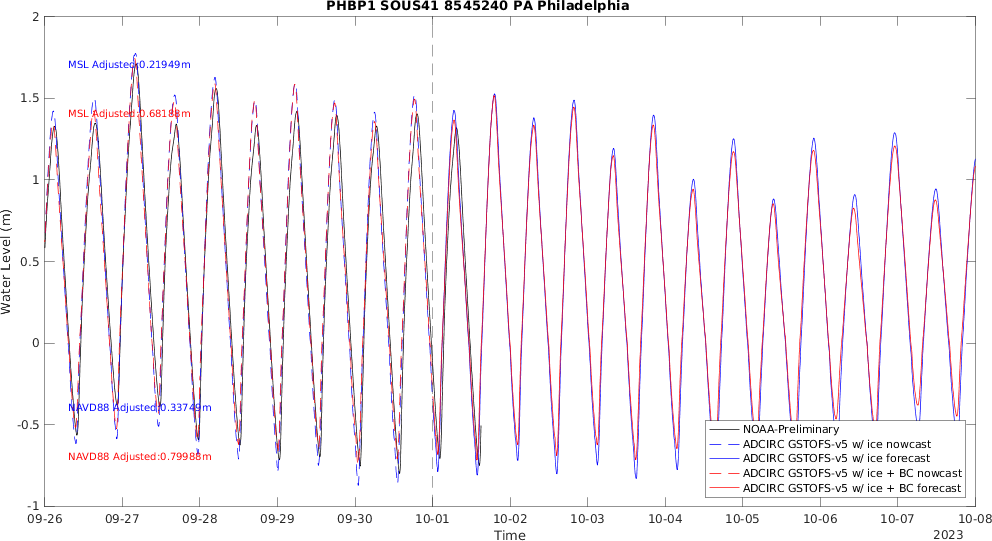 PHBP1 SOUS41 8545240 PA Philadelphia
2
1.5
1
0.5
0
-0.5
-1
Water Level (m)
MSL Adjusted:0.21949m
MSL Adjusted:0.68188m
NAVD88 Adjusted:0.33749m
NAVD88 Adjusted:0.79988m
NOAA-Preliminary
ADCIRC GSTOFS-v5 w/ ice nowcast
ADCIRC GSTOFS-v5 w/ ice forecast
ADCIRC GSTOFS-v5 w/ ice + BC nowcast
ADCIRC GSTOFS-v5 w/ ice + BC forecast
09-26 09-27 09-28 09-29 09-30 10-01 10-02 10-03 10-04 10-05 10-06 10-07 10-08
Time
2023